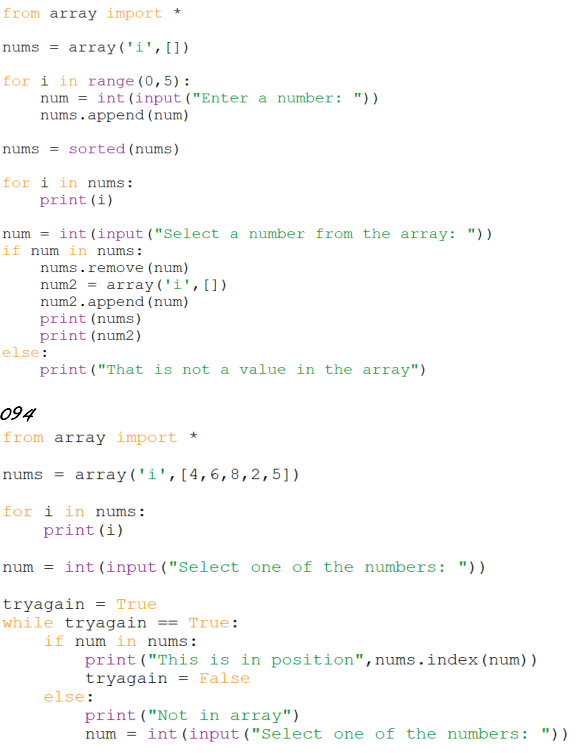 from array import *
nums = array('i',[])
for i in range(0,5):
    num = int(input("Enter a number: "))
    nums.append(num)
nums = sorted(nums)
for i in nums:
    print(i)
num = int(input("Select a number from the array: "))
if num in nums:
    nums.remove(num)
    num2 = array('i',[])
    num2.append(num)
    print(nums)
    print(num2)
else:
    print("That is not a value in the array")
094
from array import *
nums = array('i',[4,6,8,2,5])
for i in nums:
    print(i)
num = int(input("Select one of the numbers: "))
tryagain = True
while tryagain == True:
    if num in nums:
        print("This is in position",nums.index(num))
        tryagain = False
    else:
        print("Not in array")
        num = int(input("Select one of the numbers: "))